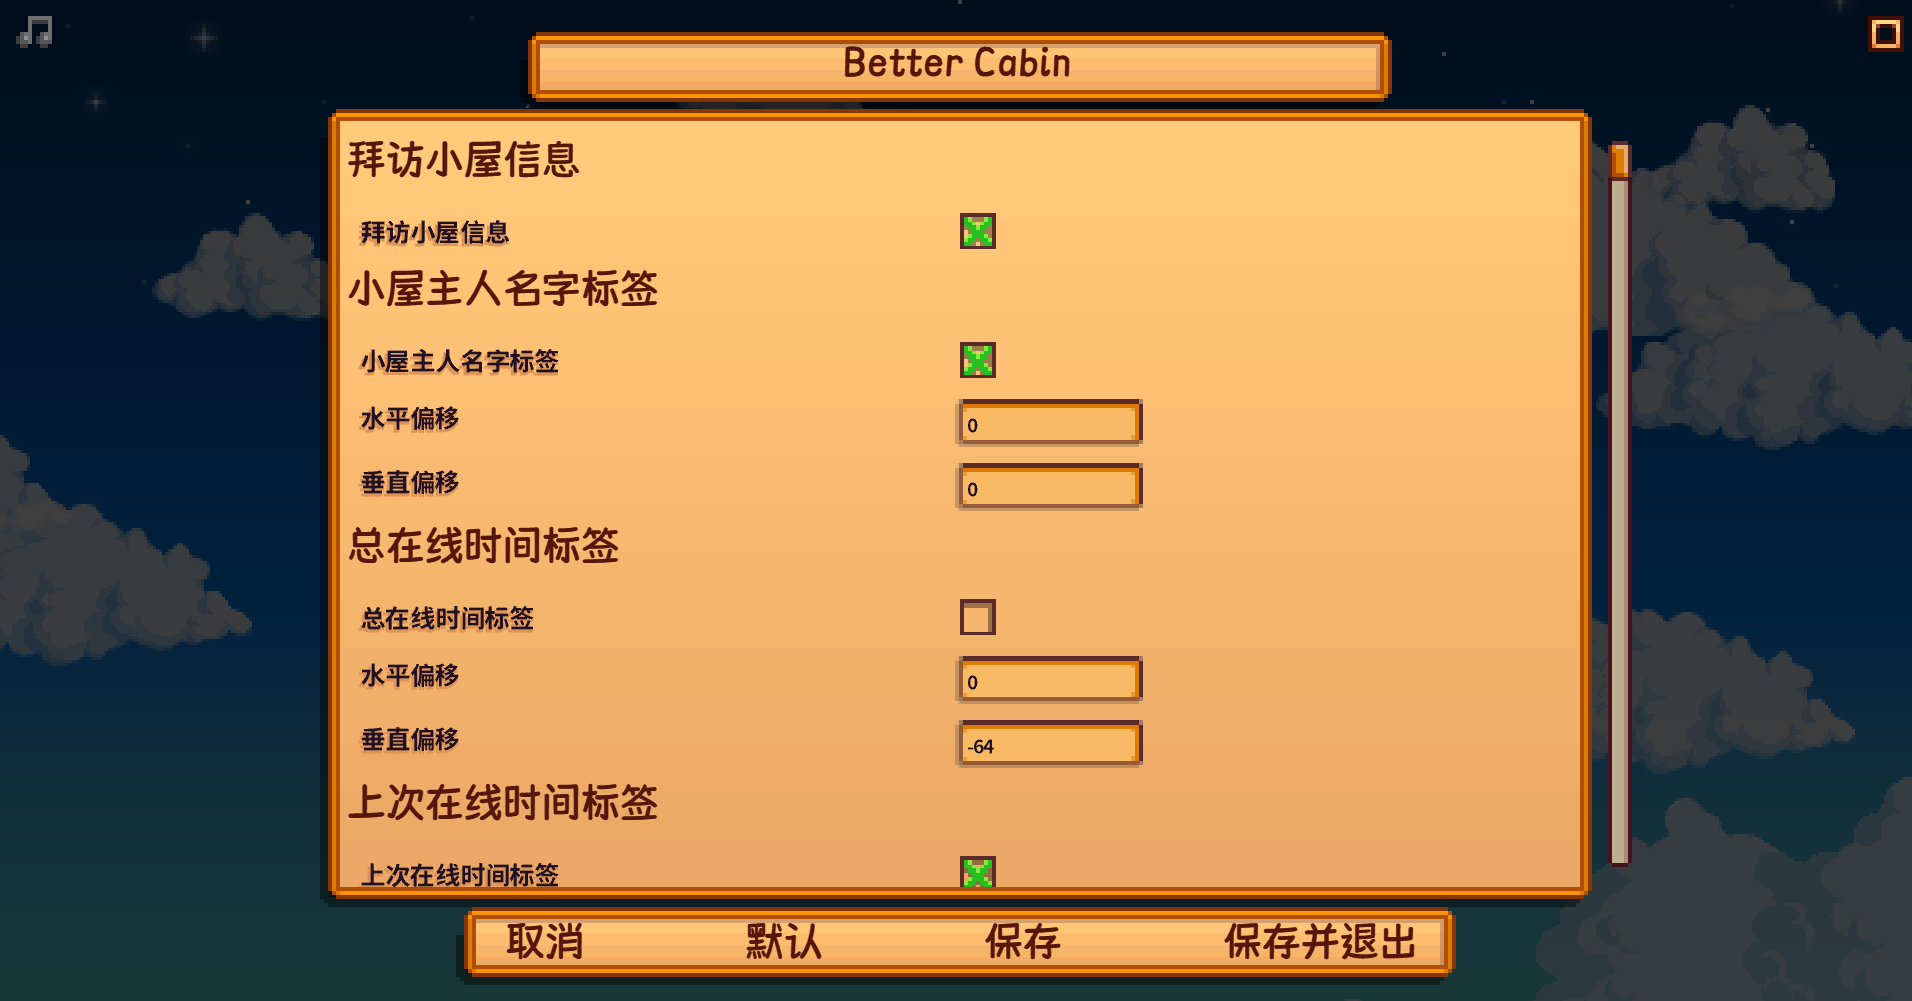 Better Cabin
拜访小屋信息
拜访小屋信息
小屋主人名字标签
小屋主人名字标签
水平偏移
0
垂直偏移
0
总在线时间标签
总在线时间标签
水平偏移
0
垂直偏移
-64
上次在线时间标签
上次在线时间标签
取消 默认 保存 保存并退出